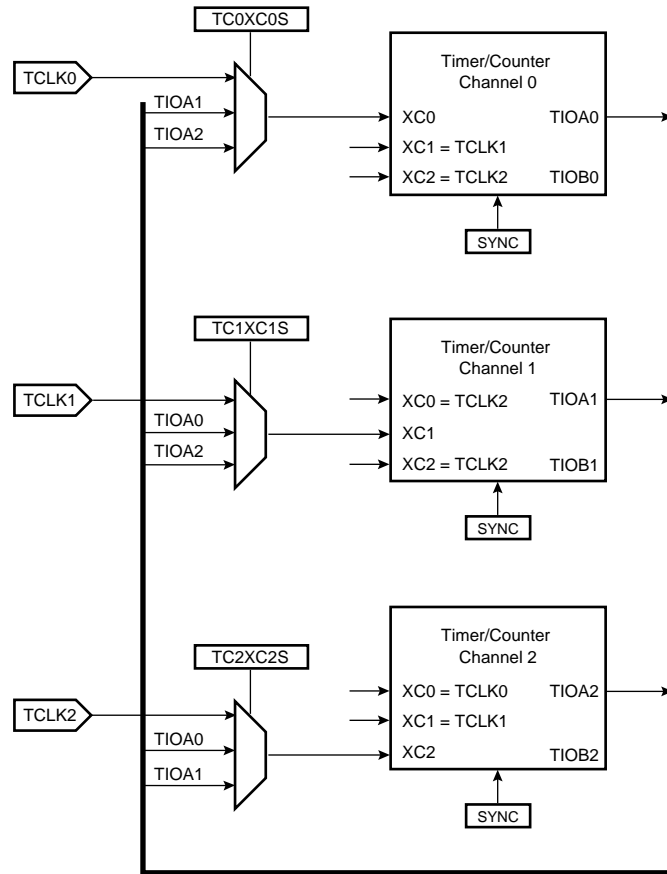 TC0XC0S
TCLK0
TIOA1
TIOA2
Timer/Counter
Channel 0
XC0
TIOA0
XC1 = TCLK1
XC2 = TCLK2
TIOB0
SYNC
TC1XC1S
TCLK1
TIOA0
TIOA2
Timer/Counter
Channel 1
XC0 = TCLK2
TIOA1
XC1
XC2 = TCLK2
TIOB1
SYNC
TC2XC2S
TCLK2
TIOA0
TIOA1
Timer/Counter
Channel 2
XC0 = TCLK0
TIOA2
XC1 = TCLK1
XC2
TIOB2
SYNC